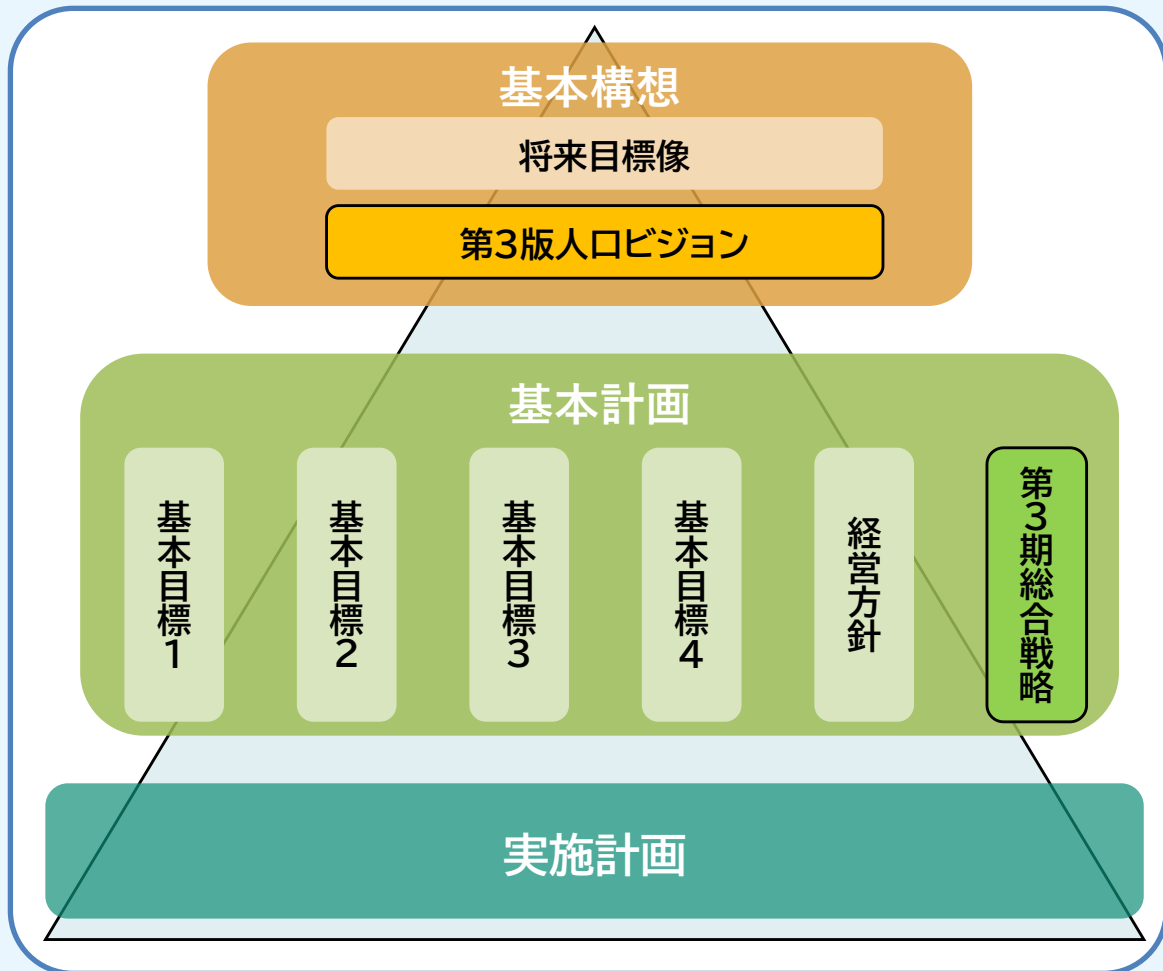 基本構想
将来目標像
第3版人口ビジョン
基本計画
基本目標1
基本目標2
基本目標3
基本目標4
経営方針
第3期総合戦略
実施計画